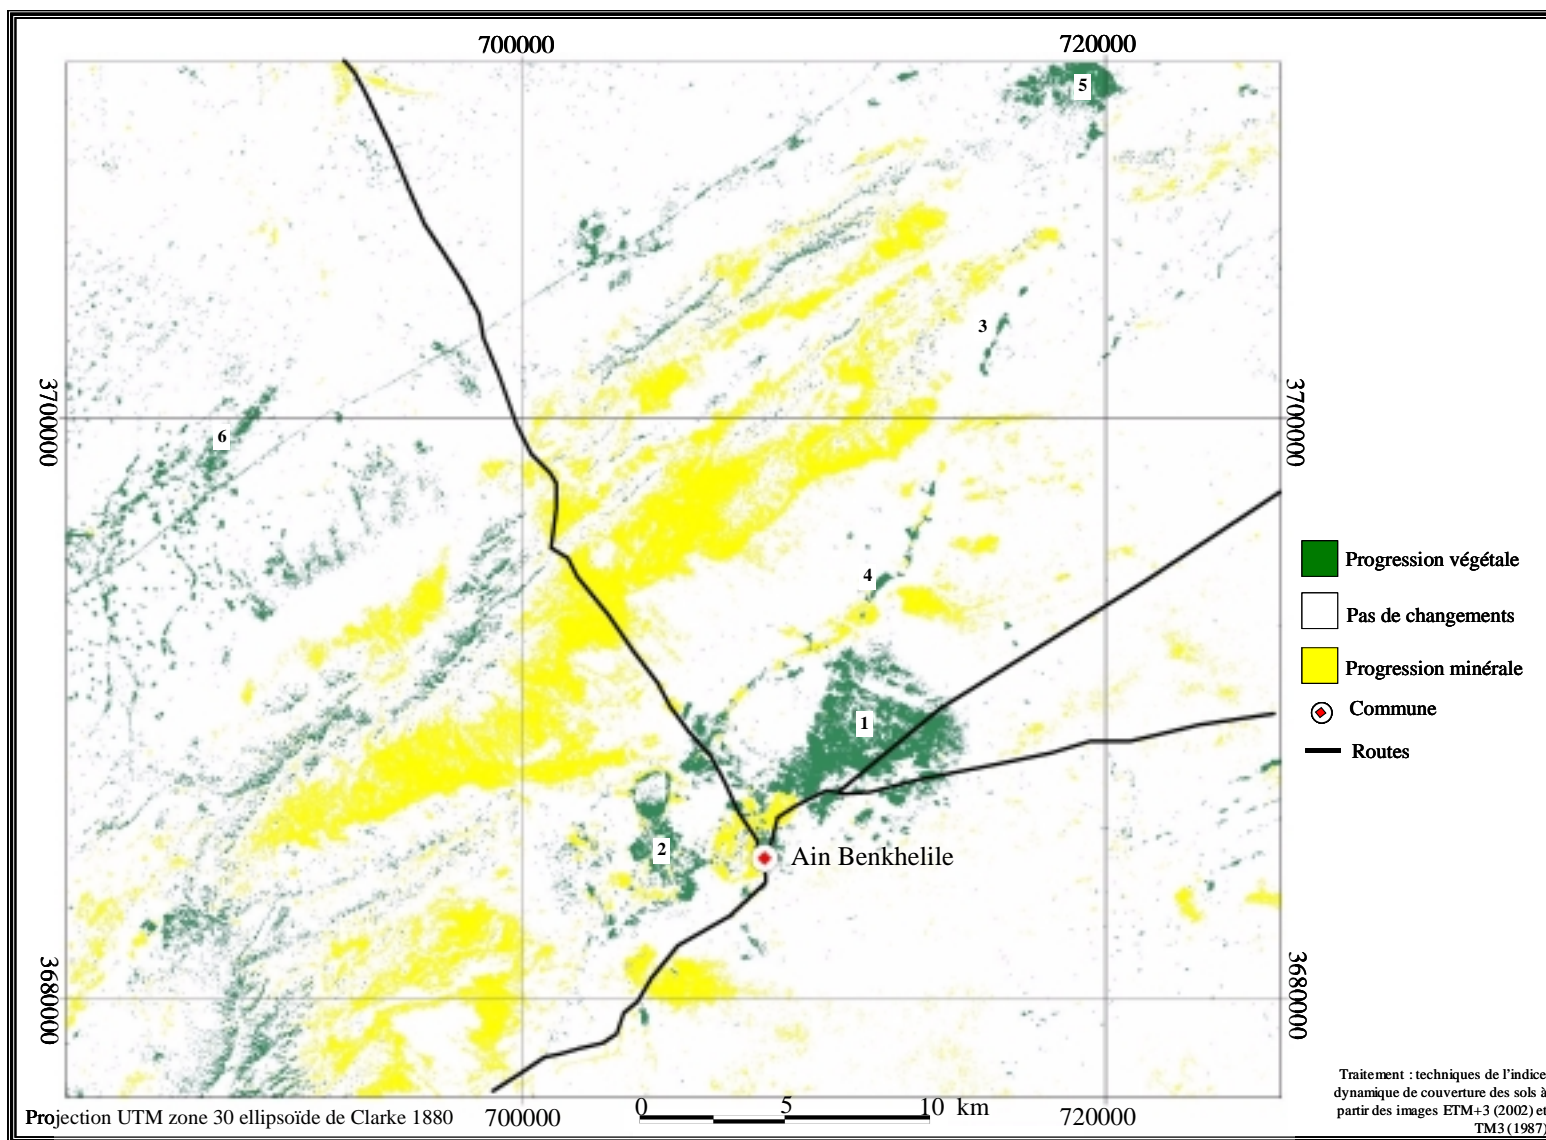 700000 720000
5
3
6
3700000 3700000
4
Progression végétale
Pas de changements
Progression minérale
Commune
Routes
1
2
Ain Benkhelile
3680000 3680000
Traitement : techniques de l'indice
dynamique de couverture des sols à
partir des images ETM+3 (2002) et
TM3 (1987)
Projection UTM zone 30 ellipsoïde de Clarke 1880
700000 0 5 10 km 720000